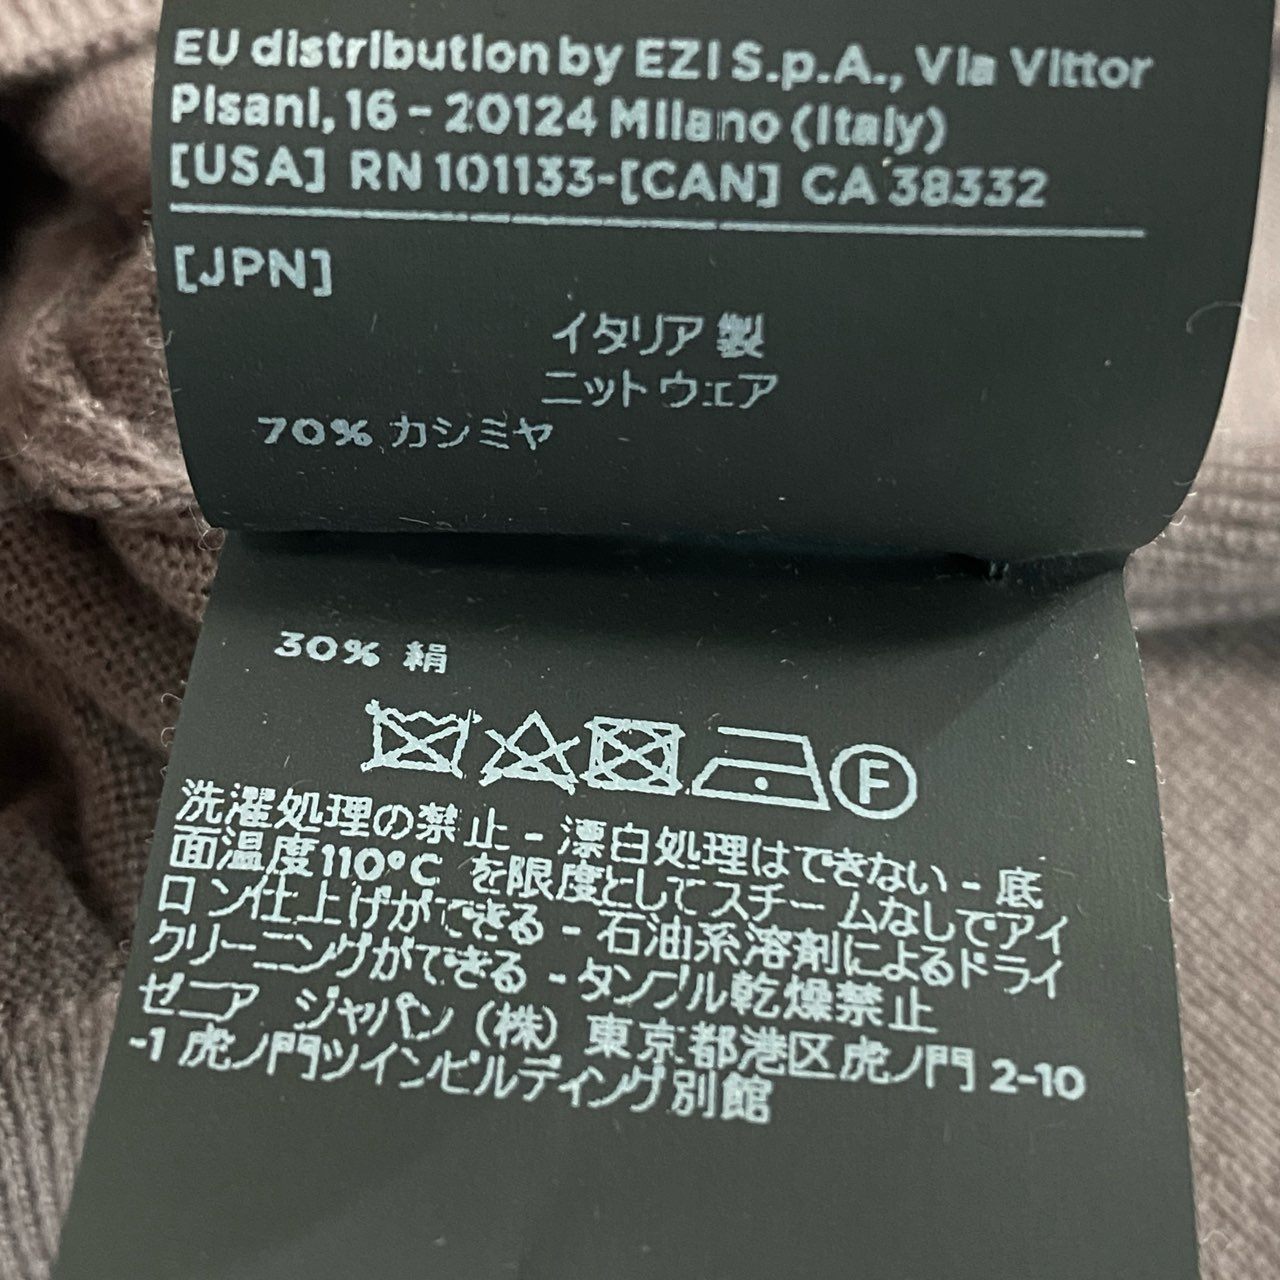 EU distribution by EZI S.p.A., Via Vittor
Pisani, 16 - 20124 Milano (Italy)
[USA] RN 101133-[CAN] CA 38332
[JPN]
イタリア 製
ニットウェア
70% カシミヤ
30% 絹
F
洗濯処理の禁止 - 漂白処理はできない - 底
面温度110°C を限度としてスチームなしでアイ
ロン仕上げができる - 石油系溶剤によるドライ
クリーニングができる - タンブル乾燥禁止
ゼニア ジャパン (株) 東京都港区虎ノ門 2-10
-1 虎ノ門ツインビルディング別館